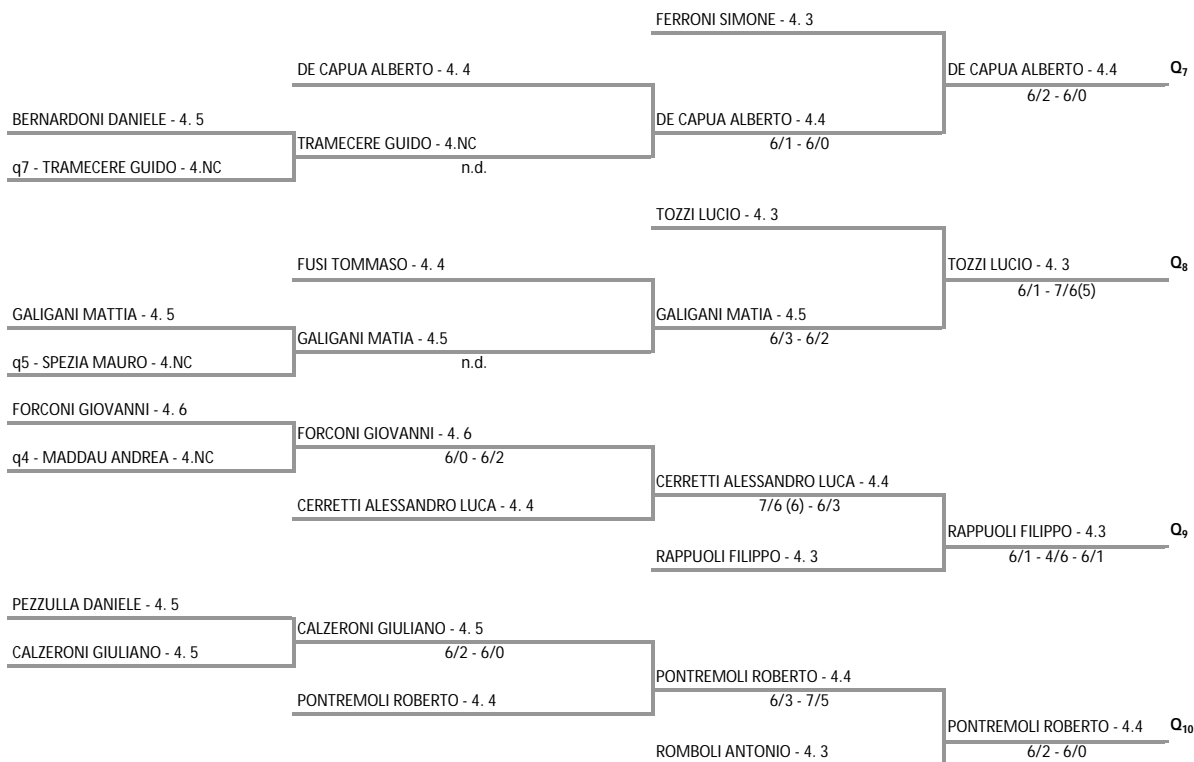 FERRONI SIMONE - 4. 3
DE CAPUA ALBERTO - 4. 4
DE CAPUA ALBERTO - 4.4
Q7
6/2 - 6/0
BERNARDONI DANIELE - 4. 5
DE CAPUA ALBERTO - 4.4
TRAMECERE GUIDO - 4.NC
6/1 - 6/0
q7 - TRAMECERE GUIDO - 4.NC
n.d.
TOZZI LUCIO - 4. 3
FUSI TOMMASO - 4. 4
TOZZI LUCIO - 4. 3
Q8
6/1 - 7/6(5)
GALIGANI MATTIA - 4. 5
GALIGANI MATIA - 4.5
GALIGANI MATIA - 4.5
6/3 - 6/2
q5 - SPEZIA MAURO - 4.NC
n.d.
FORCONI GIOVANNI - 4. 6
FORCONI GIOVANNI - 4. 6
q4 - MADDAU ANDREA - 4.NC
6/0 - 6/2
CERRETTI ALESSANDRO LUCA - 4.4
CERRETTI ALESSANDRO LUCA - 4. 4
7/6 (6) - 6/3
RAPPUOLI FILIPPO - 4.3
Q9
RAPPUOLI FILIPPO - 4. 3
6/1 - 4/6 - 6/1
PEZZULLA DANIELE - 4. 5
CALZERONI GIULIANO - 4. 5
CALZERONI GIULIANO - 4. 5
6/2 - 6/0
PONTREMOLI ROBERTO - 4.4
PONTREMOLI ROBERTO - 4. 4
6/3 - 7/5
PONTREMOLI ROBERTO - 4.4
Q10
ROMBOLI ANTONIO - 4. 3
6/2 - 6/0